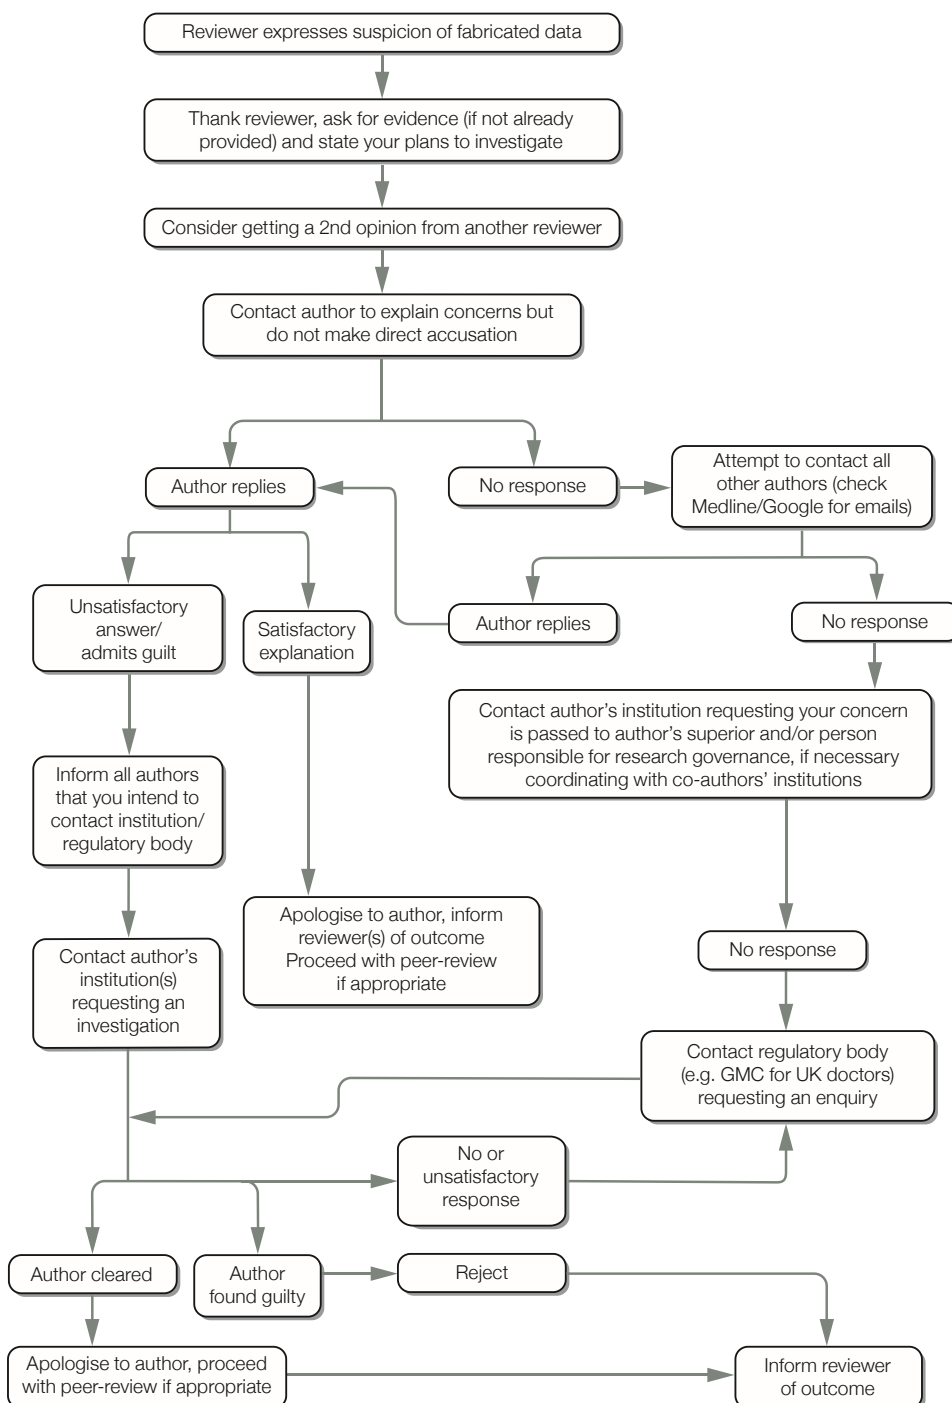 Reviewer expresses suspicion of fabricated data
Thank reviewer, ask for evidence (if not already
provided) and state your plans to investigate
Consider getting a 2nd opinion from another reviewer
Contact author to explain concerns but
do not make direct accusation
Author replies
No response
Attempt to contact all
other authors (check
Medline/Google for emails)
Unsatisfactory
answer/
admits guilt
Satisfactory
explanation
Author replies
No response
Contact author’s institution requesting your concern
is passed to author’s superior and/or person
responsible for research governance, if necessary
coordinating with co-authors’ institutions
Inform all authors
that you intend to
contact institution/
regulatory body
Apologise to author, inform
reviewer(s) of outcome
Proceed with peer-review
if appropriate
No response
Contact author’s
institution(s)
requesting an
investigation
Contact regulatory body
(e.g. GMC for UK doctors)
requesting an enquiry
No or
unsatisfactory
response
Author cleared
Author
found guilty
Reject
Apologise to author, proceed
with peer-review if appropriate
Inform reviewer
of outcome